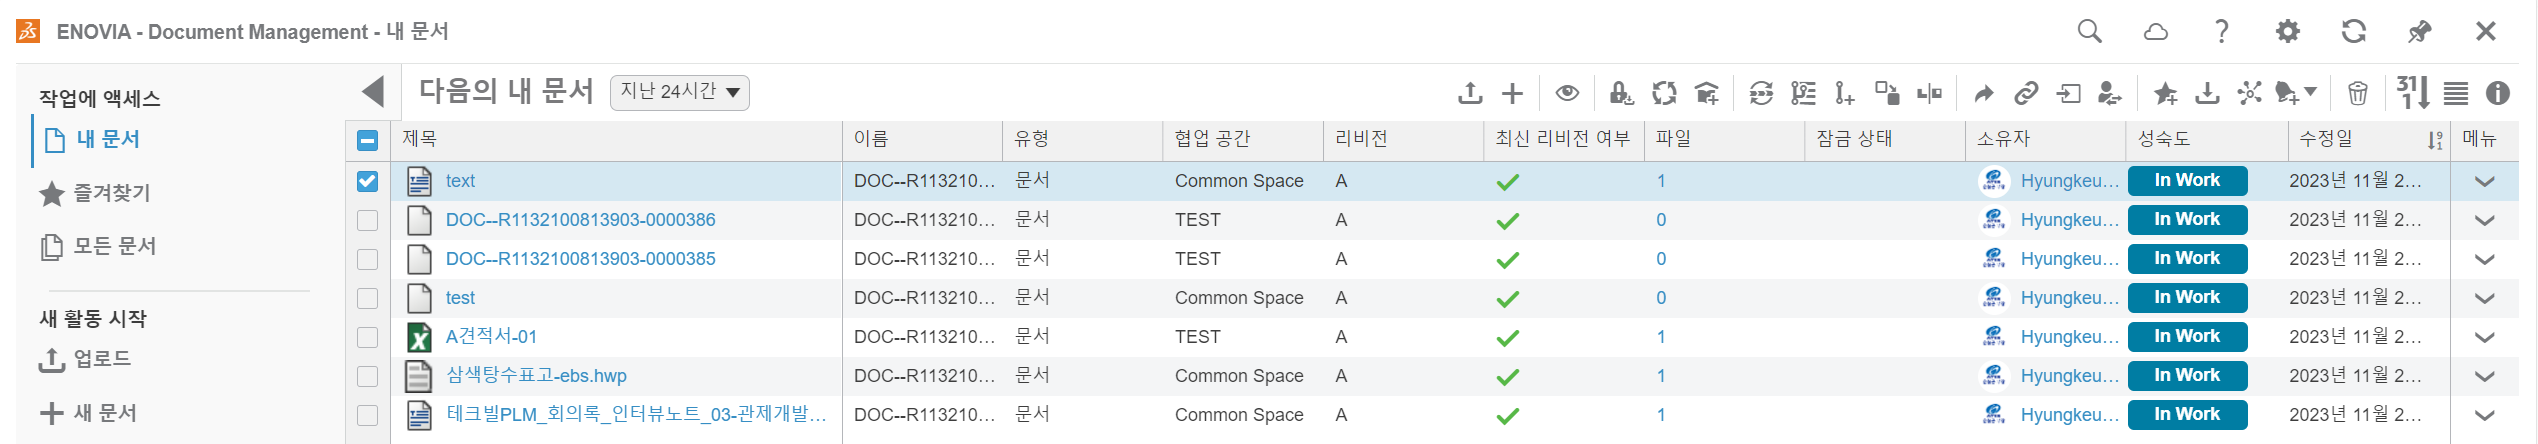 ENOVIA - Document Management - 내 문서
작업에 액세스
내 문서
즐겨찾기
모든 문서
새 활동 시작
업로드
새 문서
다음의 내 문서 지난 24시간
제목 이름 유형 협업 공간 리비전 최신 리비전 여부 파일 잠금 상태 소유자 성숙도 수정일 메뉴
text DOC--R113210... 문서 Common Space A 1 Hyungkeu... In Work 2023년 11월 2...
DOC--R1132100813903-0000386 DOC--R113210... 문서 TEST A 0 Hyungkeu... In Work 2023년 11월 2...
DOC--R1132100813903-0000385 DOC--R113210... 문서 TEST A 0 Hyungkeu... In Work 2023년 11월 2...
test DOC--R113210... 문서 Common Space A 0 Hyungkeu... In Work 2023년 11월 2...
A견적서-01 DOC--R113210... 문서 TEST A 1 Hyungkeu... In Work 2023년 11월 2...
삼색탕수표고-ebs.hwp DOC--R113210... 문서 Common Space A 1 Hyungkeu... In Work 2023년 11월 2...
테크빌PLM_회의록_인터뷰노트_03-관제개발... DOC--R113210... 문서 Common Space A 1 Hyungkeu... In Work 2023년 11월 2...